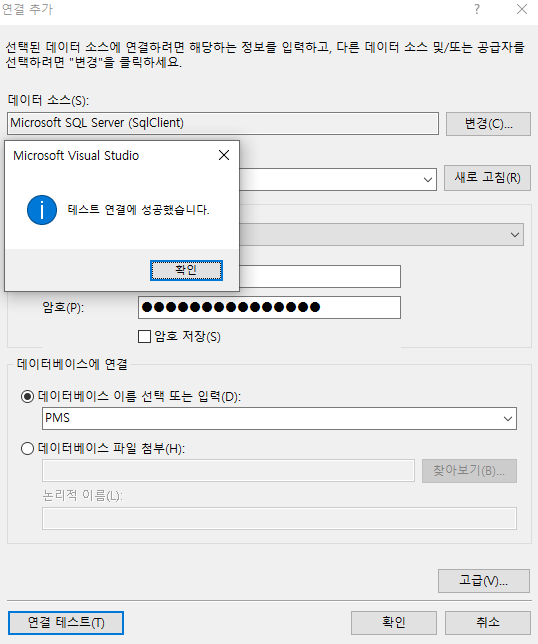 연결 추가
?
선택된 데이터 소스에 연결하려면 해당하는 정보를 입력하고, 다른 데이터 소스 및/또는 공급자를
선택하려면 "변경"을 클릭하세요.
데이터 소스(S):
Microsoft SQL Server (SqlClient)
변경(C)...
Microsoft Visual Studio
새로 고침(R)
테스트 연결에 성공했습니다.
확인
암호(P):
암호 저장(S)
데이터베이스에 연결
데이터베이스 이름 선택 또는 입력(D):
PMS
데이터베이스 파일 첨부(H):
찾아보기(B)...
논리적 이름(L):
고급(V)...
연결 테스트(T)
확인
취소